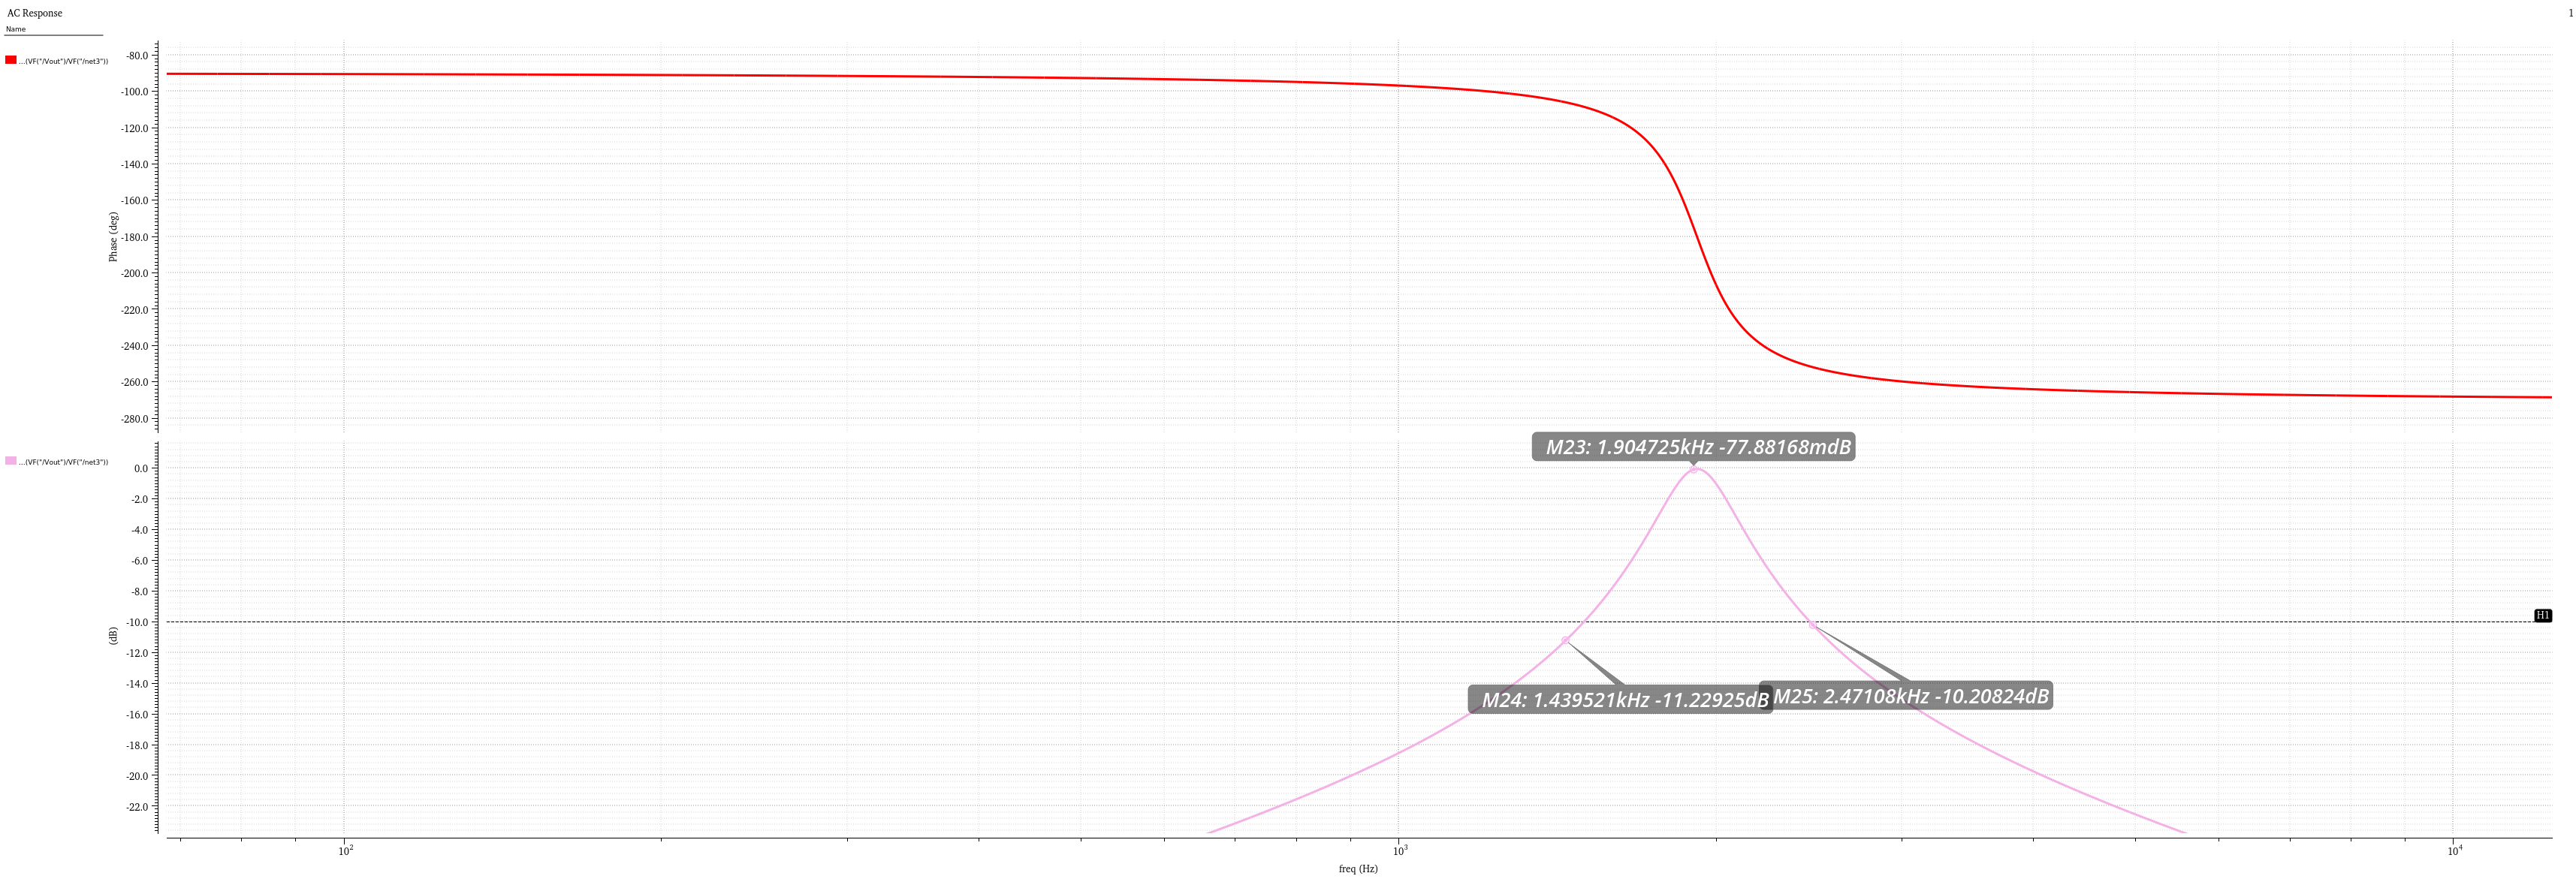 AC Response
1
Name
...(VF("/Vout")/VF("/net3"))
Phase (deg)
-80.0
-100.0
-120.0
-140.0
-160.0
-180.0
-200.0
-220.0
-240.0
-260.0
-280.0
...(VF("/Vout")/VF("/net3"))
(dB)
0.0
-2.0
-4.0
-6.0
-8.0
-10.0
-12.0
-14.0
-16.0
-18.0
-20.0
-22.0
M23: 1.904725kHz -77.88168mdB
H1
M24: 1.439521kHz -11.22925dB
M25: 2.47108kHz -10.20824dB
10²
10³
10⁴
freq (Hz)